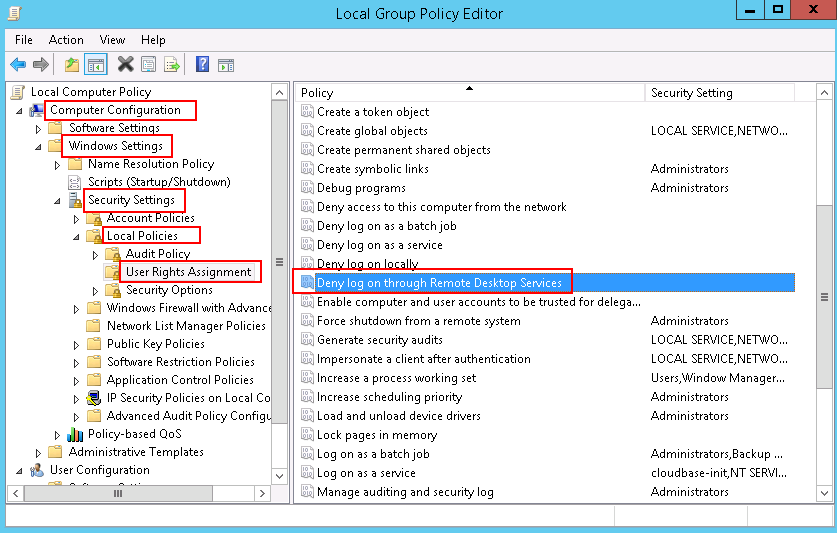 Local Group Policy Editor
File Action View Help
Local Computer Policy
Computer Configuration
Software Settings
Windows Settings
Name Resolution Policy
Scripts (Startup/Shutdown)
Security Settings
Account Policies
Local Policies
Audit Policy
User Rights Assignment
Security Options
Windows Firewall with Advance
Network List Manager Policies
Public Key Policies
Software Restriction Policies
Application Control Policies
IP Security Policies on Local Co
Advanced Audit Policy Configu
Policy-based QoS
Administrative Templates
User Configuration
Policy Security Setting
Create a token object
Create global objects LOCAL SERVICE,NETWO...
Create permanent shared objects
Create symbolic links Administrators
Debug programs Administrators
Deny access to this computer from the network
Deny log on as a batch job
Deny log on as a service
Deny log on locally
Deny log on through Remote Desktop Services
Enable computer and user accounts to be trusted for delega...
Force shutdown from a remote system Administrators
Generate security audits LOCAL SERVICE,NETWO...
Impersonate a client after authentication LOCAL SERVICE,NETWO...
Increase a process working set Users,Window Manager...
Increase scheduling priority Administrators
Load and unload device drivers Administrators
Lock pages in memory
Log on as a batch job Administrators,Backup ...
Log on as a service cloudbase-init,NT SERVI...
Manage auditing and security log Administrators